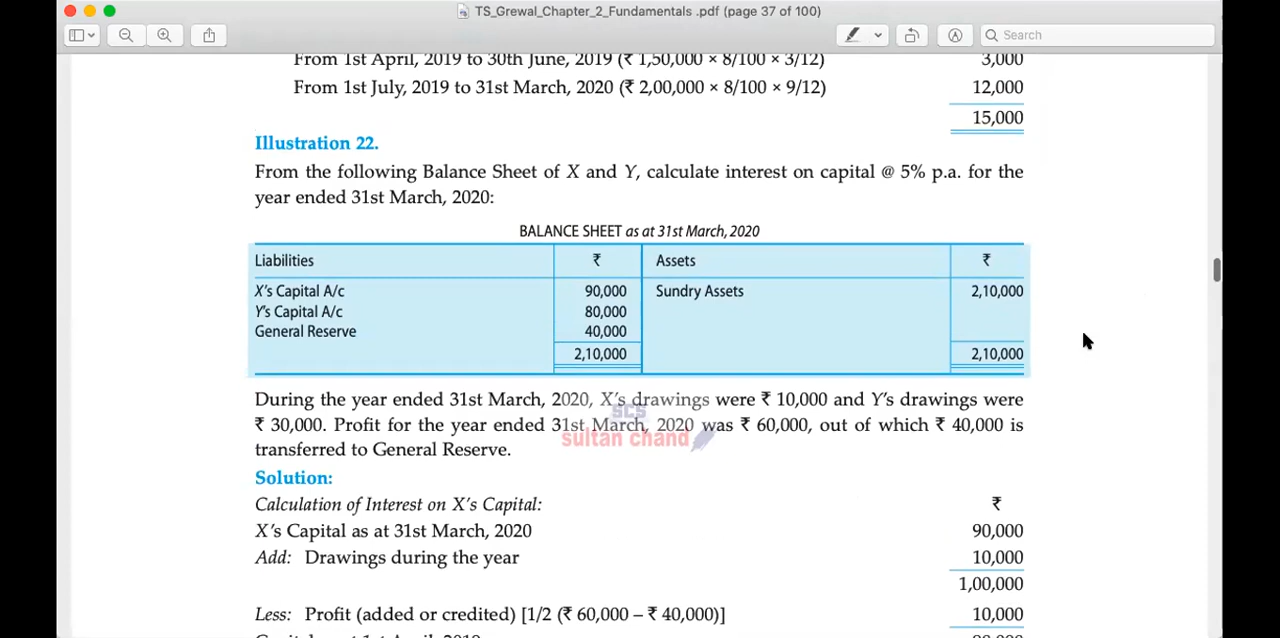 TS_Grewal_Chapter_2_Fundamentals .pdf (page 37 of 100)
Search
From 1st April, 2019 to 30th June, 2019 (₹ 1,50,000 × 8/100 × 3/12) 3,000
From 1st July, 2019 to 31st March, 2020 (₹ 2,00,000 × 8/100 × 9/12) 12,000
15,000
Illustration 22.
From the following Balance Sheet of X and Y, calculate interest on capital @ 5% p.a. for the
year ended 31st March, 2020:
BALANCE SHEET as at 31st March, 2020
Liabilities ₹ Assets ₹
X's Capital A/c 90,000 Sundry Assets 2,10,000
Y's Capital A/c 80,000
General Reserve 40,000
2,10,000 2,10,000
During the year ended 31st March, 2020, X's drawings were ₹ 10,000 and Y's drawings were
₹ 30,000. Profit for the year ended 31st March, 2020 was ₹ 60,000, out of which ₹ 40,000 is
transferred to General Reserve.
SCS
sultan chand
Solution:
Calculation of Interest on X's Capital: ₹
X's Capital as at 31st March, 2020 90,000
Add: Drawings during the year 10,000
1,00,000
Less: Profit (added or credited) [1/2 (₹ 60,000 – ₹ 40,000)] 10,000